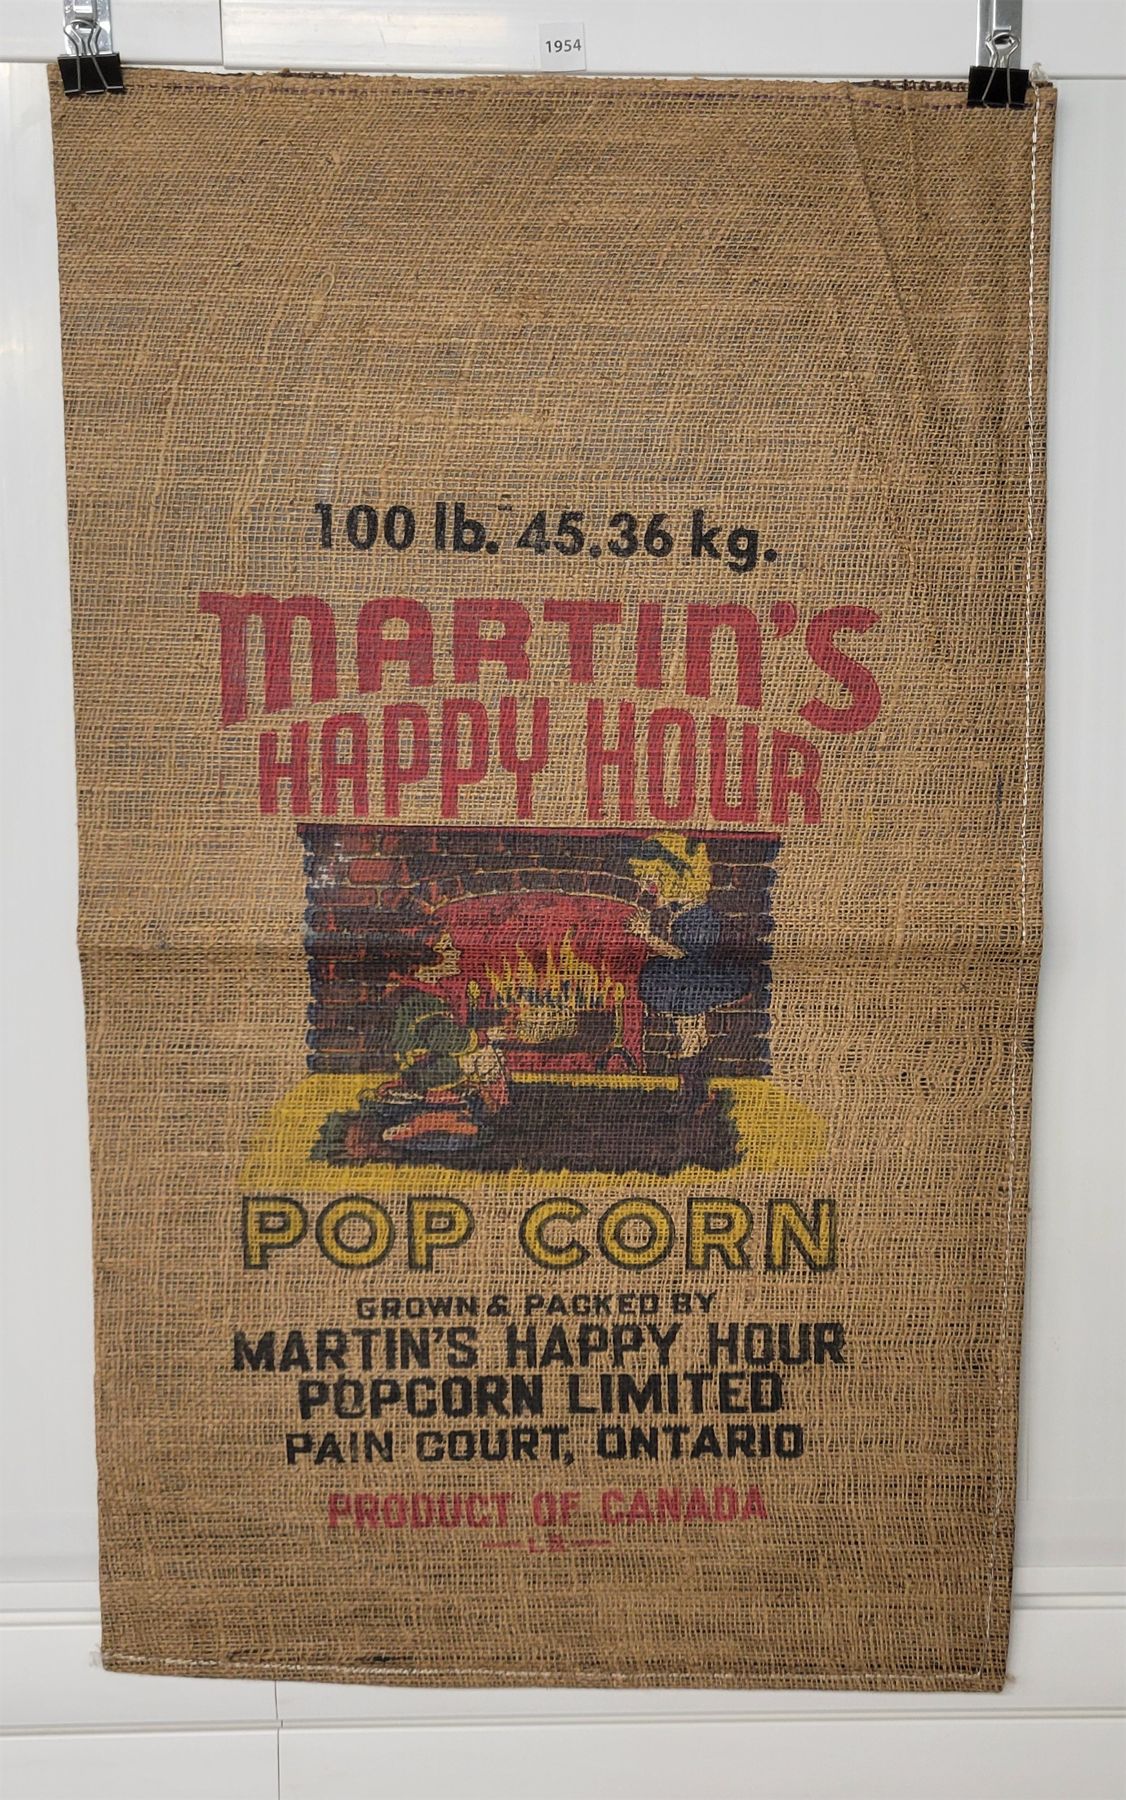 1954
100 lb. 45.36 kg.
MARTIN'S
HAPPY HOUR
POP CORN
GROWN & PACKED BY
MARTIN'S HAPPY HOUR
POPCORN LIMITED
PAIN COURT, ONTARIO
PRODUCT OF CANADA